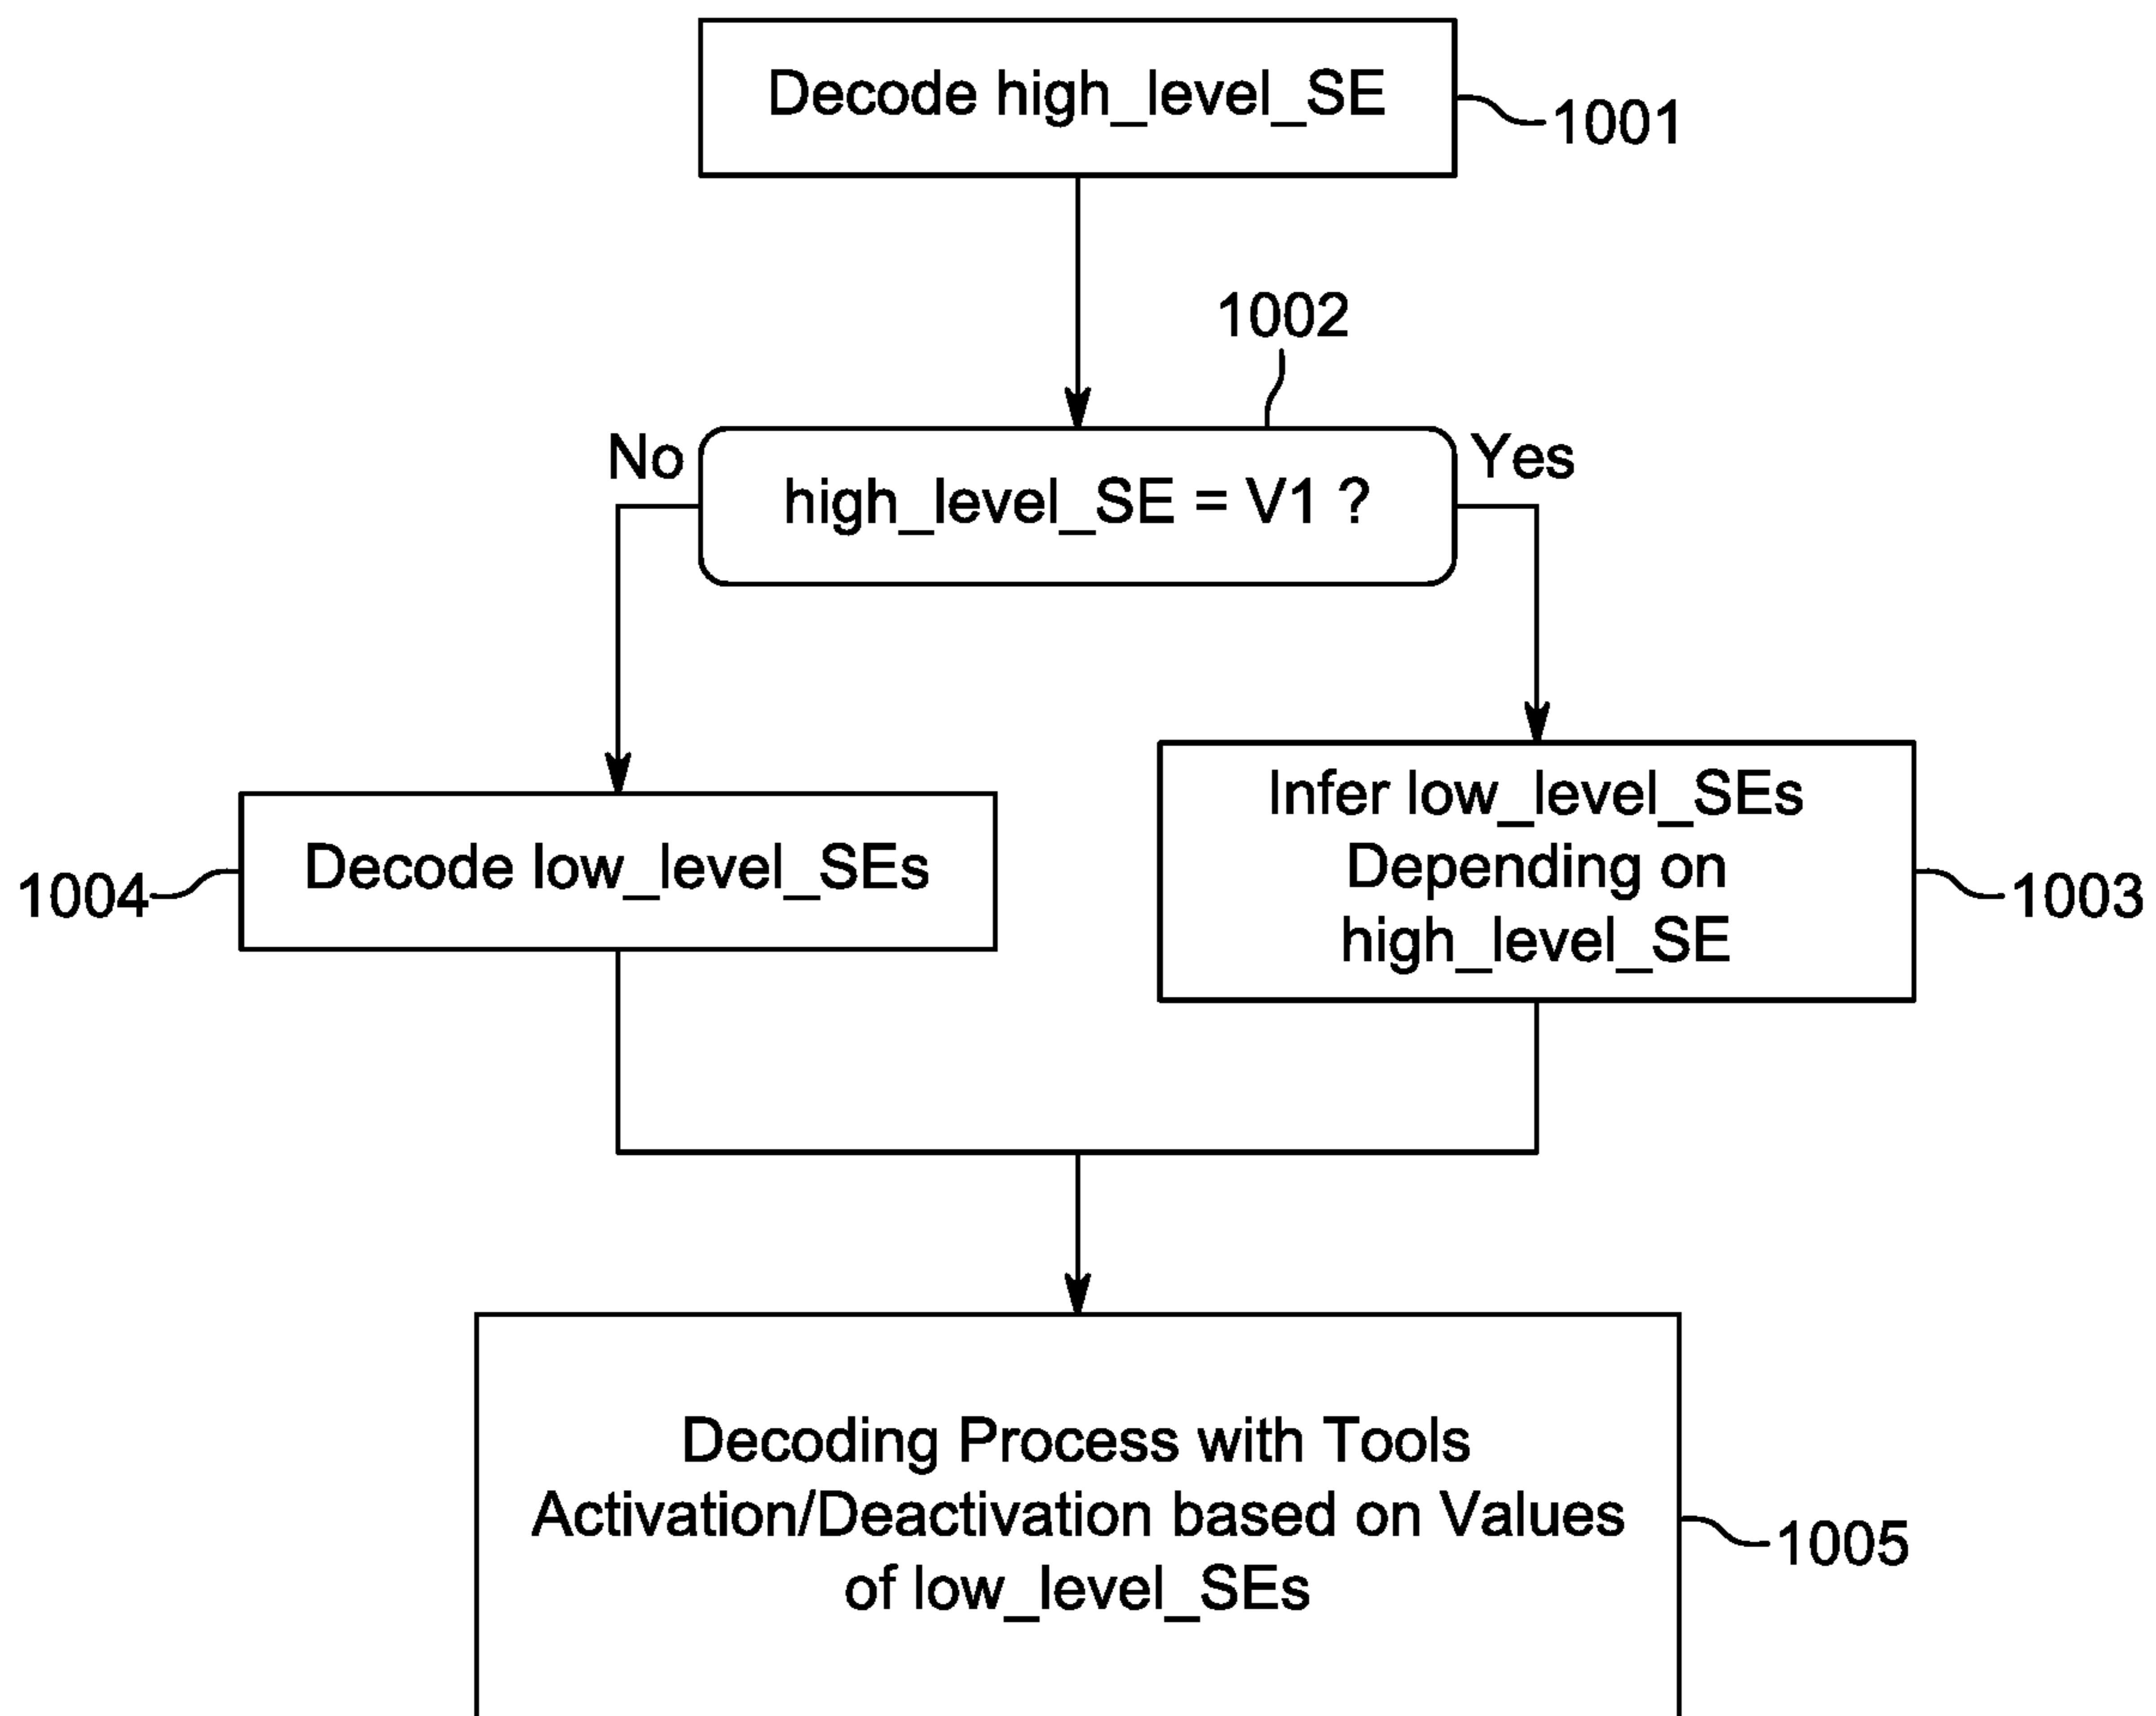 Decode high_level_SE
1001
1002
No
Yes
high_level_SE = V1 ?
Infer low_level_SEs
Depending on
high_level_SE
1003
Decode low_level_SEs
1004
Decoding Process with Tools
Activation/Deactivation based on Values
of low_level_SEs
1005